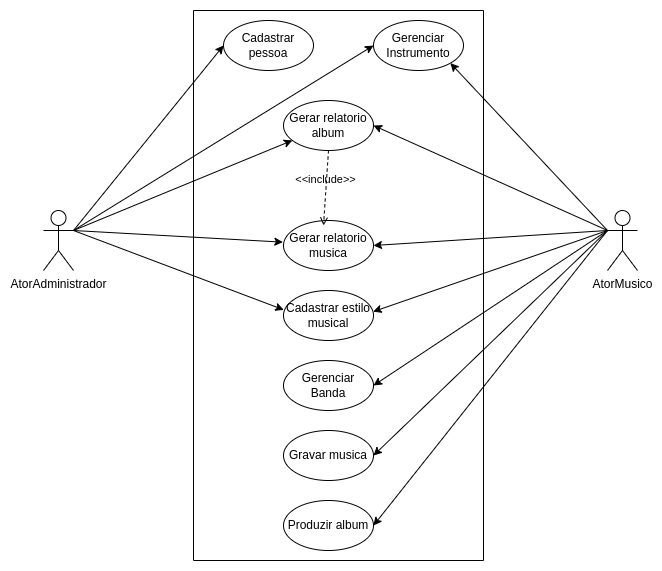 Cadastrar
pessoa
Gerenciar
Instrumento
Gerar relatorio
album
<<include>>
Gerar relatorio
musica
AtorAdministrador
AtorMusico
Cadastrar estilo
musical
Gerenciar
Banda
Gravar musica
Produzir album